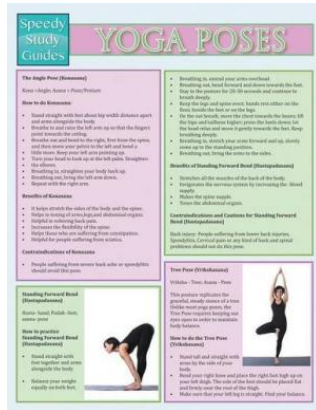 Speedy
Study
Guides
YOGA POSES
The Angle Pose (Konasana)
Kona =Angle, Asana = Pose/Posture
How to do Konasana:
Stand straight with feet about hip width distance apart
and arms alongside the body.
Breathe in and raise the left arm up so that the fingers
point towards the ceiling.
Breathe out and bend to the right, first from the spine,
and then move your pelvis to the left and bend a
little more. Keep your left arm pointing up.
Turn your head to look up at the left palm. Straighten
the elbows.
Breathing in, straighten your body back up.
Breathing out, bring the left arm down.
Repeat with the right arm.
Benefits of Konasana:
It helps stretch the sides of the body and the spine.
Helps in toning of arms, legs and abdominal organs.
Helpful in relieving back pain.
Increases the flexibility of the spine.
Helps those who are suffering from constipation.
Helpful for people suffering from sciatica.
Contraindications of Konasana
People suffering from severe back ache or spondylitis
should avoid this pose.
Breathing in, extend your arms overhead.
Breathing out, bend forward and down towards the feet.
Stay in the posture for 20-30 seconds and continue to
breath deeply.
Keep the legs and spine erect; hands rest either on the
floor, beside the feet or on the legs.
On the out breath, move the chest towards the knees; lift
the hips and tailbone higher; press the heels down; let
the head relax and move it gently towards the feet. Keep
breathing deeply.
Breathing in, stretch your arms forward and up, slowly
come up to the standing position.
Breathing out, bring the arms to the sides.
Benefits of Standing Forward Bend (Hastapadasana)
Stretches all the muscles of the back of the body.
Invigorates the nervous system by increasing the blood
supply.
Makes the spine supple.
Tones the abdominal organs.
Contraindications and Cautions for Standing Forward
Bend (Hastapadasana)
Back injury: People suffering from lower back injuries,
Spondylitis, Cervical pain or any kind of back and spinal
problems should not do this pose.
Standing Forward
Bend
(Hastapadasana)
Hasta- hand; Padah- foot;
asana- pose
How to practice
Standing Forward
Bend
(Hastapadasana)
Stand straight with
feet together and arms
alongside the body.
Balance your weight
equally on both feet.
Tree Pose
(Vrikshasana)
Vriksha - Tree; Asana - Pose
This posture replicates the
graceful, steady stance of a tree.
Unlike most yoga poses, the
Tree Pose requires keeping our
eyes open in order to maintain
body balance.
How to do the Tree Pose
(Vrikshasana)
Stand tall and straight with
arms by the side of your
body.
Bend your right knee and place the right foot high up on
your left thigh. The sole of the foot should be placed flat
and firmly near the root of the thigh.
Make sure that your left leg is straight. Find your balance.